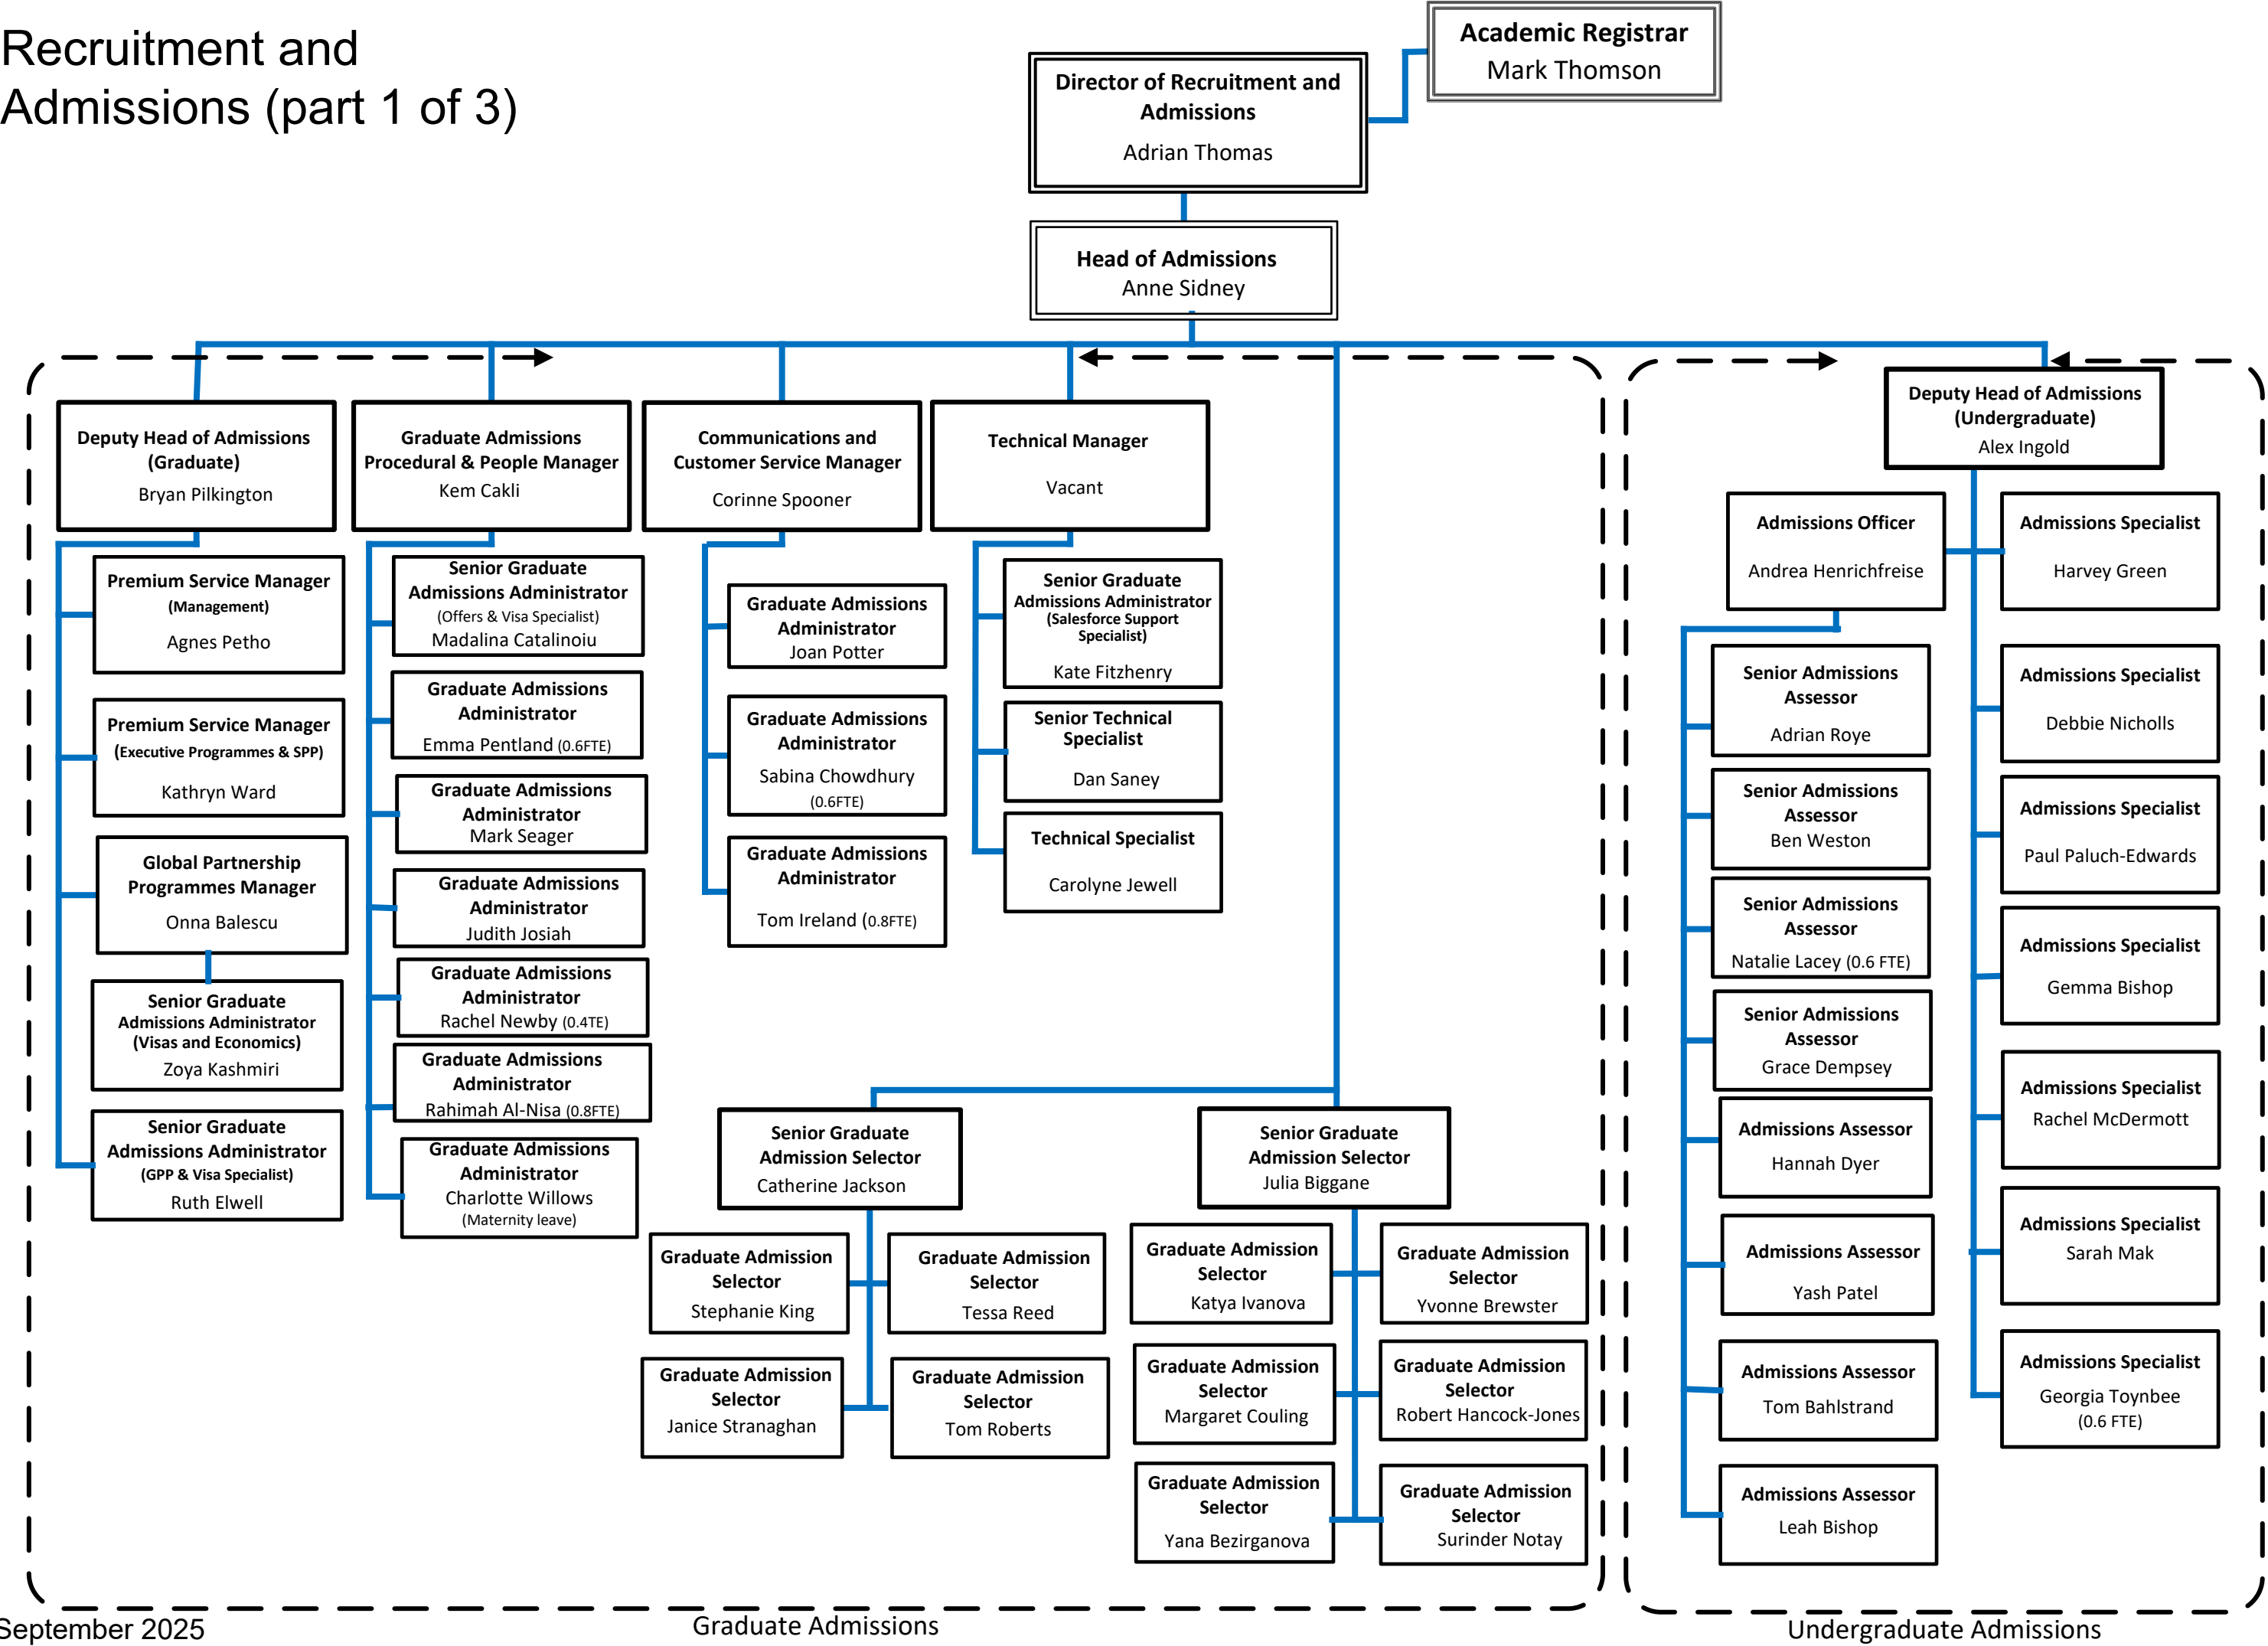 Recruitment and
Admissions (part 1 of 3)
Academic Registrar
Mark Thomson
Director of Recruitment and
Admissions
Adrian Thomas
Head of Admissions
Anne Sidney
Deputy Head of Admissions
(Graduate)
Bryan Pilkington
Premium Service Manager
(Management)
Agnes Petho
Premium Service Manager
(Executive Programmes & SPP)
Kathryn Ward
Global Partnership
Programmes Manager
Onna Balescu
Senior Graduate
Admissions Administrator
(Visas and Economics)
Zoya Kashmiri
Senior Graduate
Admissions Administrator
(GPP & Visa Specialist)
Ruth Elwell
Graduate Admissions
Procedural & People Manager
Kem Cakli
Senior Graduate
Admissions Administrator
(Offers & Visa Specialist)
Madalina Catalinoiu
Graduate Admissions
Administrator
Emma Pentland (0.6FTE)
Graduate Admissions
Administrator
Mark Seager
Graduate Admissions
Administrator
Judith Josiah
Graduate Admissions
Administrator
Rachel Newby (0.4TE)
Graduate Admissions
Administrator
Rahimah Al-Nisa (0.8FTE)
Graduate Admissions
Administrator
Charlotte Willows
(Maternity leave)
Communications and
Customer Service Manager
Corinne Spooner
Graduate Admissions
Administrator
Joan Potter
Graduate Admissions
Administrator
Sabina Chowdhury
(0.6FTE)
Graduate Admissions
Administrator
Tom Ireland (0.8FTE)
Technical Manager
Vacant
Senior Graduate
Admissions Administrator
(Salesforce Support
Specialist)
Kate Fitzhenry
Senior Technical
Specialist
Dan Saney
Technical Specialist
Carolyne Jewell
Senior Graduate
Admission Selector
Catherine Jackson
Graduate Admission
Selector
Stephanie King
Graduate Admission
Selector
Tessa Reed
Graduate Admission
Selector
Janice Stranaghan
Graduate Admission
Selector
Tom Roberts
Senior Graduate
Admission Selector
Julia Biggane
Graduate Admission
Selector
Katya Ivanova
Graduate Admission
Selector
Yvonne Brewster
Graduate Admission
Selector
Margaret Couling
Graduate Admission
Selector
Robert Hancock-Jones
Graduate Admission
Selector
Yana Bezirganova
Graduate Admission
Selector
Surinder Notay
Deputy Head of Admissions
(Undergraduate)
Alex Ingold
Admissions Officer
Andrea Henrichfreise
Senior Admissions
Assessor
Adrian Roye
Senior Admissions
Assessor
Ben Weston
Senior Admissions
Assessor
Natalie Lacey (0.6 FTE)
Senior Admissions
Assessor
Grace Dempsey
Admissions Assessor
Hannah Dyer
Admissions Assessor
Yash Patel
Admissions Assessor
Tom Bahlstrand
Admissions Assessor
Leah Bishop
Admissions Specialist
Harvey Green
Admissions Specialist
Debbie Nicholls
Admissions Specialist
Paul Paluch-Edwards
Admissions Specialist
Gemma Bishop
Admissions Specialist
Rachel McDermott
Admissions Specialist
Sarah Mak
Admissions Specialist
Georgia Toynbee
(0.6 FTE)
September 2025
Graduate Admissions
Undergraduate Admissions